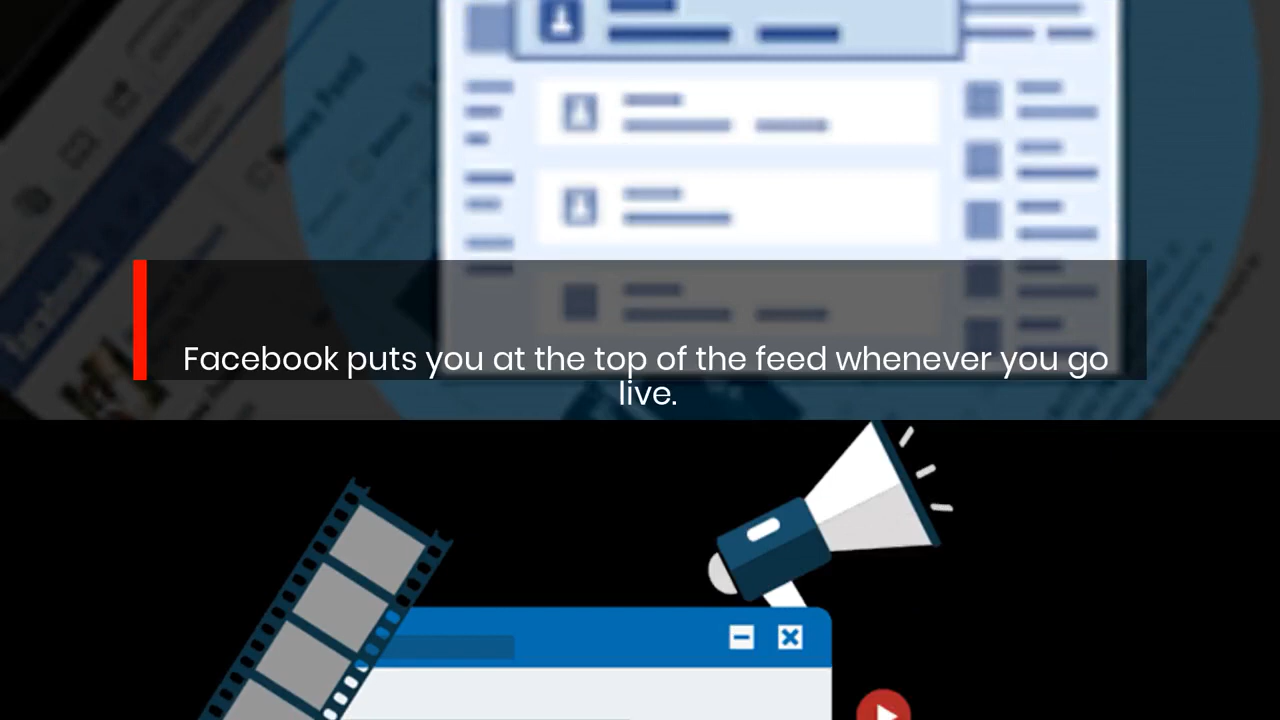 Facebook puts you at the top of the feed whenever you go
live.